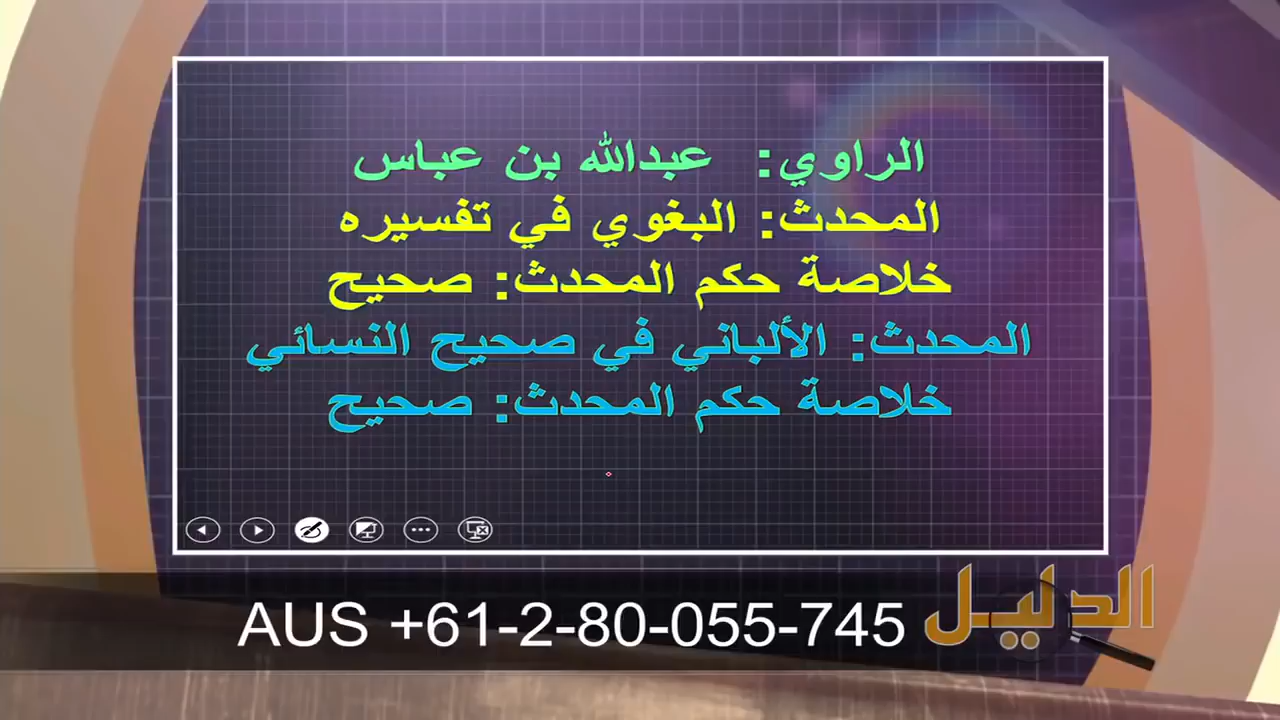 الراوي: عبدالله بن عباس
المحدث: البغوي في تفسيره
خلاصة حكم المحدث: صحيح
المحدث: الألباني في صحيح النسائي
خلاصة حكم المحدث: صحيح
AUS +61-2-80-055-745
الدليل